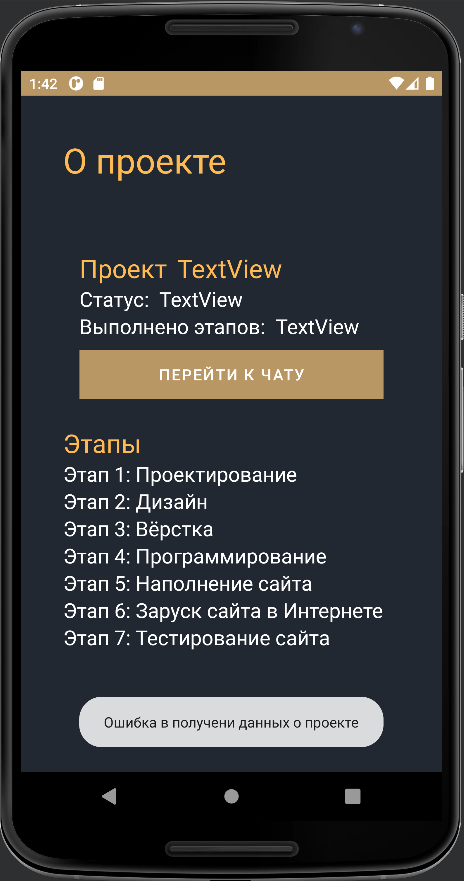 1:42
О проекте
Проект TextView
Статус: TextView
Выполнено этапов: TextView
ПЕРЕЙТИ К ЧАТУ
Этапы
Этап 1: Проектирование
Этап 2: Дизайн
Этап 3: Вёрстка
Этап 4: Программирование
Этап 5: Наполнение сайта
Этап 6: Заруск сайта в Интернете
Этап 7: Тестирование сайта
Ошибка в получени данных о проекте